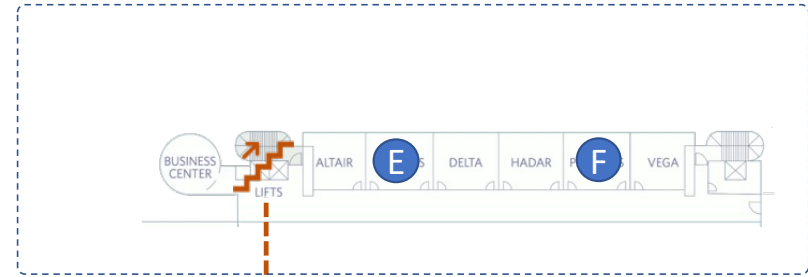 BUSINESS
CENTER
LIFTS
ALTAIR
E
DELTA
HADAR
F
VEGA